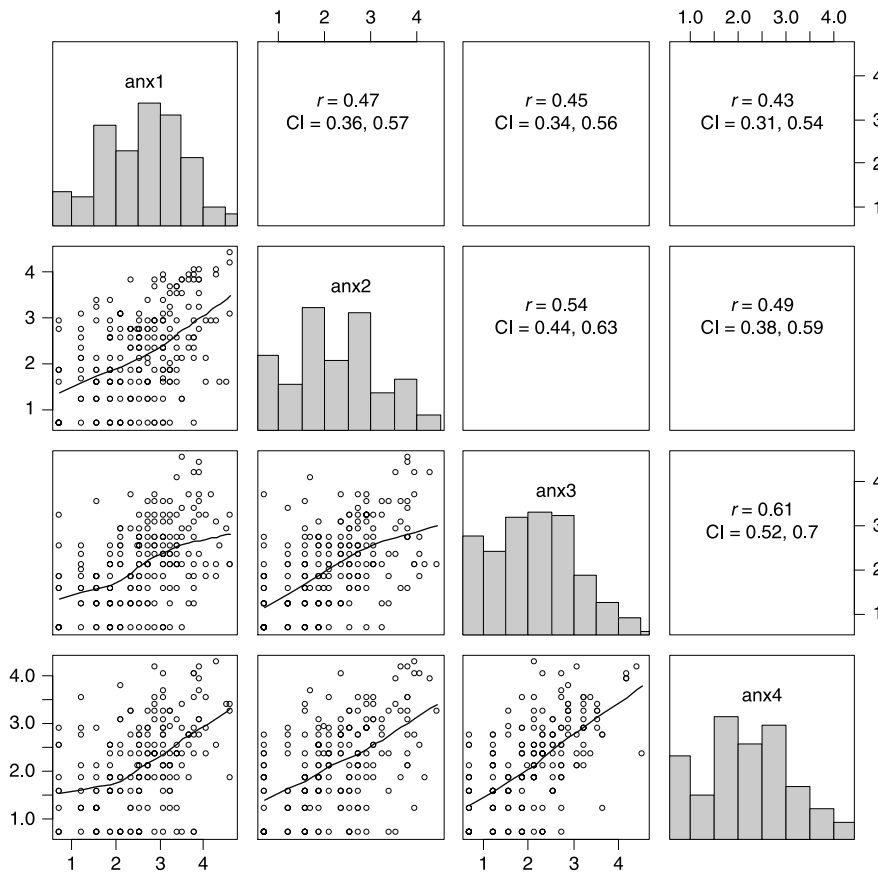 1 2 3 4
1.0 2.0 3.0 4.0
anx1
r = 0.47
CI = 0.36, 0.57
r = 0.45
CI = 0.34, 0.56
r = 0.43
CI = 0.31, 0.54
4
3
2
1
4
3
2
1
anx2
r = 0.54
CI = 0.44, 0.63
r = 0.49
CI = 0.38, 0.59
anx3
r = 0.61
CI = 0.52, 0.7
4
3
2
1
4.0
3.0
2.0
1.0
anx4
1 2 3 4
1 2 3 4